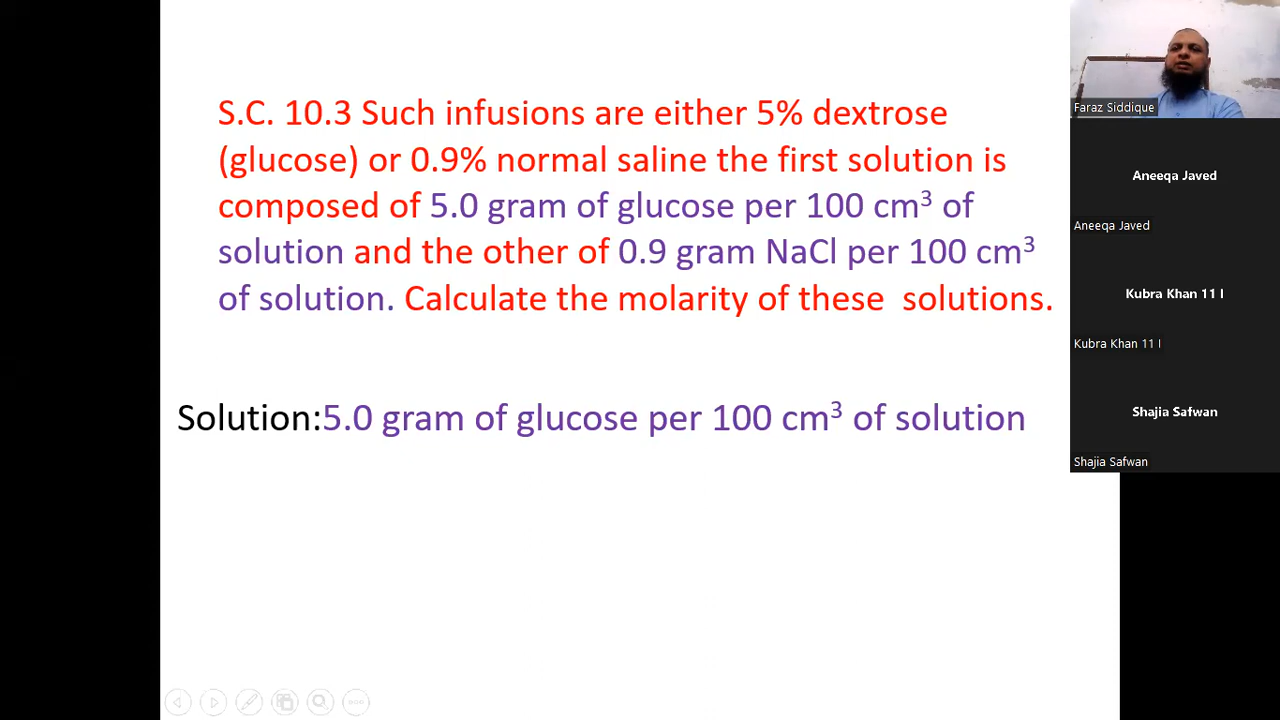 S.C. 10.3 Such infusions are either 5% dextrose
(glucose) or 0.9% normal saline the first solution is
composed of 5.0 gram of glucose per 100 cm³ of
solution and the other of 0.9 gram NaCl per 100 cm³
of solution. Calculate the molarity of these solutions.
Solution:5.0 gram of glucose per 100 cm³ of solution
Faraz Siddique
Aneeqa Javed
Aneeqa Javed
Kubra Khan 11 I
Kubra Khan 11 I
Shajia Safwan
Shajia Safwan